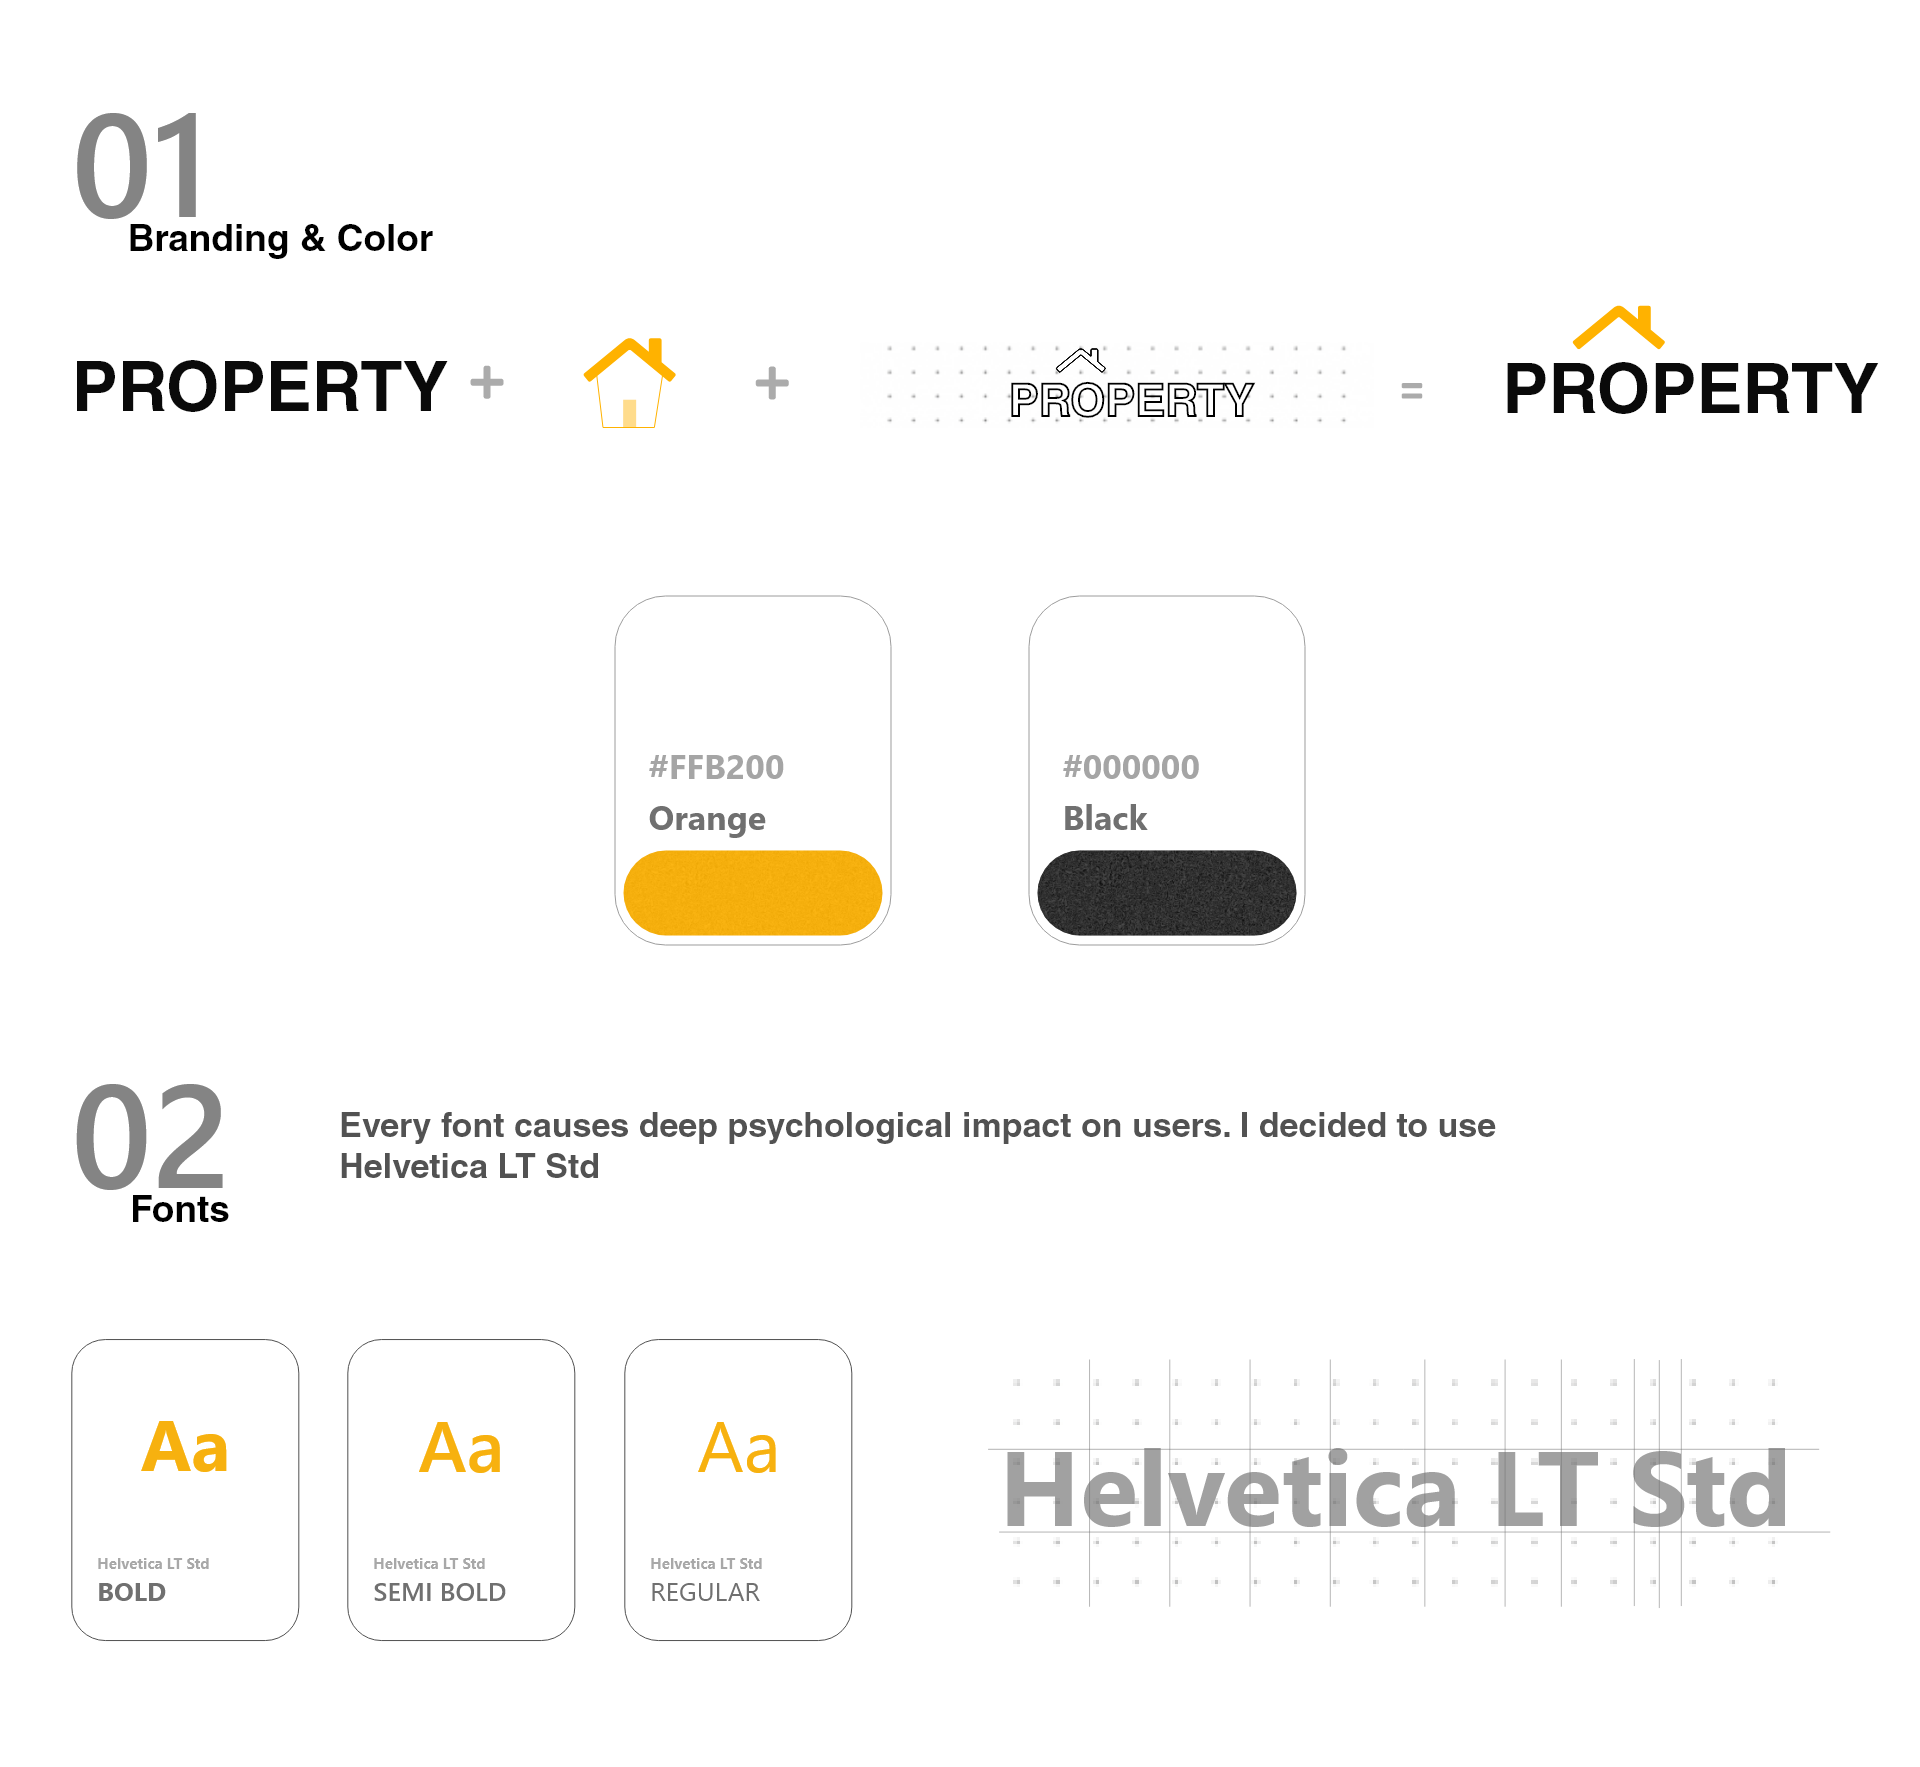 01
Branding & Color
PROPERTY + + PROPERTY = PROPERTY
#FFB200
Orange
#000000
Black
02
Fonts
Every font causes deep psychological impact on users. I decided to use
Helvetica LT Std
Aa
Helvetica LT Std
BOLD
Aa
Helvetica LT Std
SEMI BOLD
Aa
Helvetica LT Std
REGULAR
Helvetica LT Std